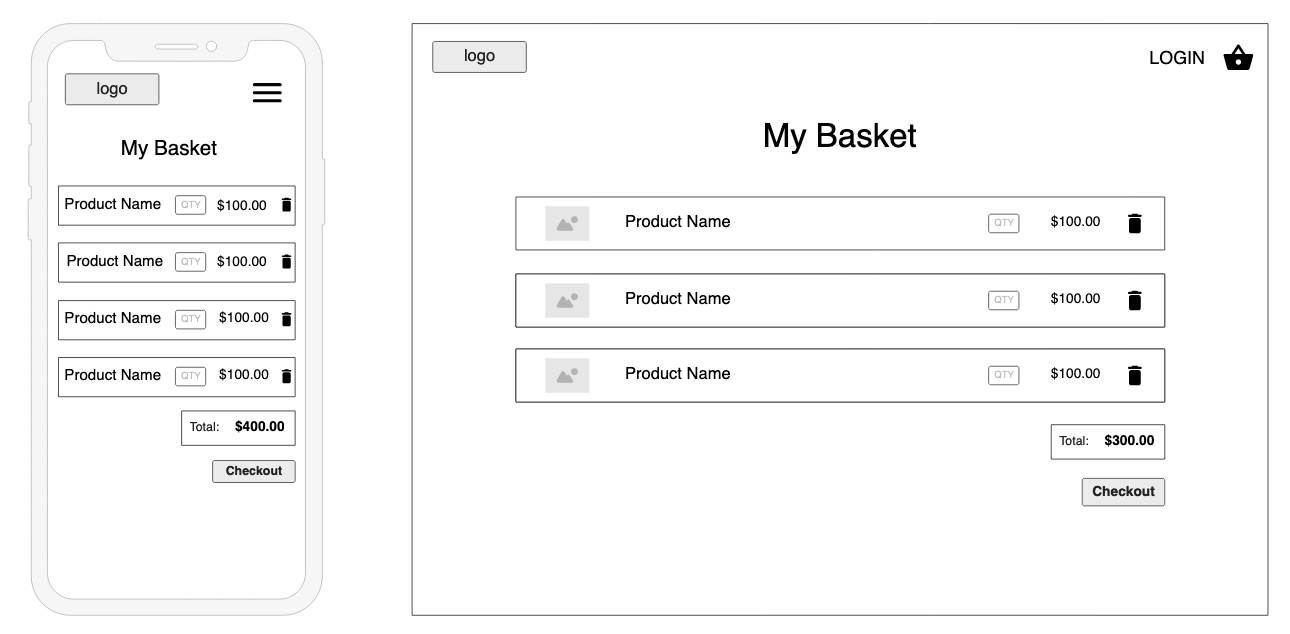 logo
My Basket
Product Name QTY $100.00
Product Name QTY $100.00
Product Name QTY $100.00
Product Name QTY $100.00
Total: $400.00
Checkout
logo LOGIN
My Basket
Product Name QTY $100.00
Product Name QTY $100.00
Product Name QTY $100.00
Total: $300.00
Checkout